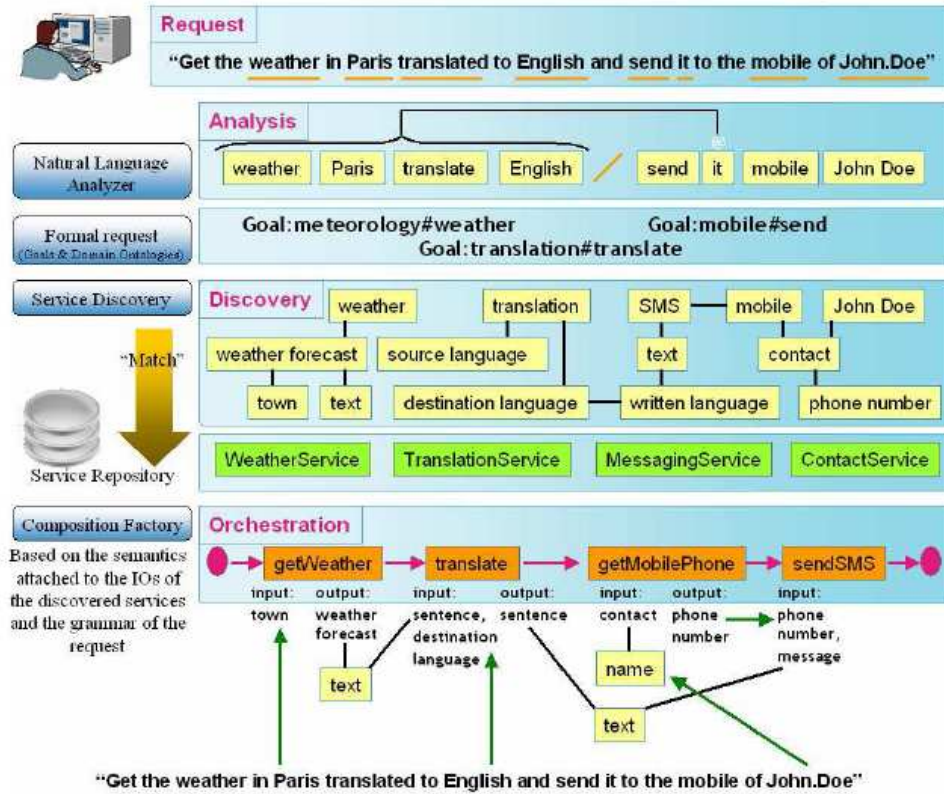 Request
“Get the weather in Paris translated to English and send it to the mobile of John.Doe”
Analysis
Natural Language
Analyzer
weather Paris translate English / send it mobile John Doe
Formal request
(Goals & Domain Ontologies)
Goal:meteorology#weather Goal:mobile#send
Goal:translation#translate
Service Discovery
Discovery
weather translation SMS mobile John Doe
“Match”
weather forecast source language text contact
town text destination language written language phone number
Service Repository
WeatherService TranslationService MessagingService ContactService
Composition Factory
Based on the semantics
attached to the IOs of
the discovered services
and the grammar of the
request
Orchestration
getWeather translate getMobilePhone sendSMS
input: output: input: output: input: output: input:
town weather sentence, sentence contact phone phone
forecast destination number number,
language message
text name
text
“Get the weather in Paris translated to English and send it to the mobile of John.Doe”